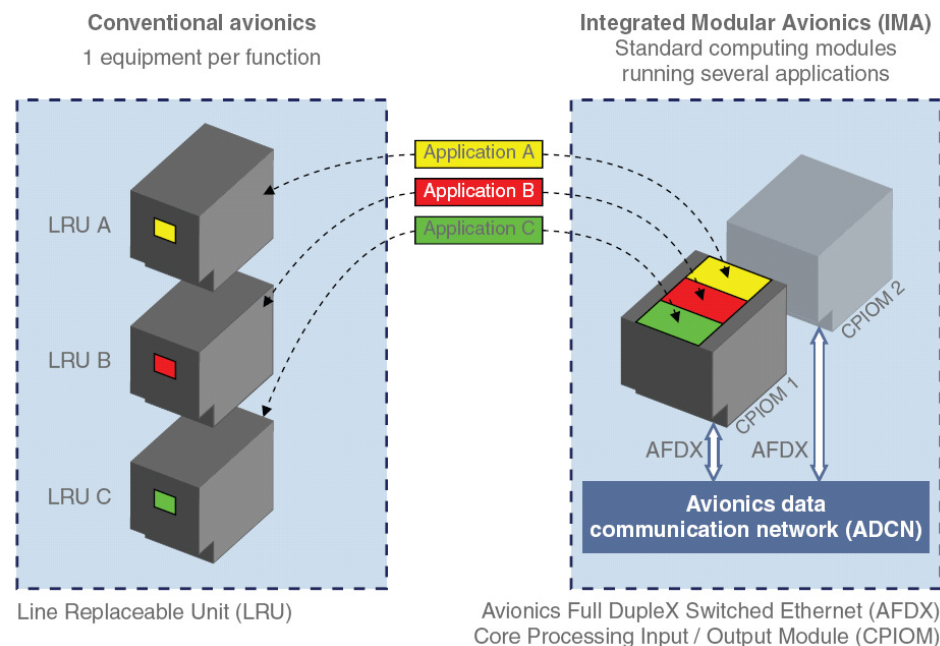 Conventional avionics
1 equipment per function
Integrated Modular Avionics (IMA)
Standard computing modules
running several applications
LRU A
LRU B
LRU C
Application A
Application B
Application C
CPIOM 2
CPIOM 1
AFDX
AFDX
Avionics data
communication network (ADCN)
Line Replaceable Unit (LRU)
Avionics Full DupleX Switched Ethernet (AFDX)
Core Processing Input / Output Module (CPIOM)